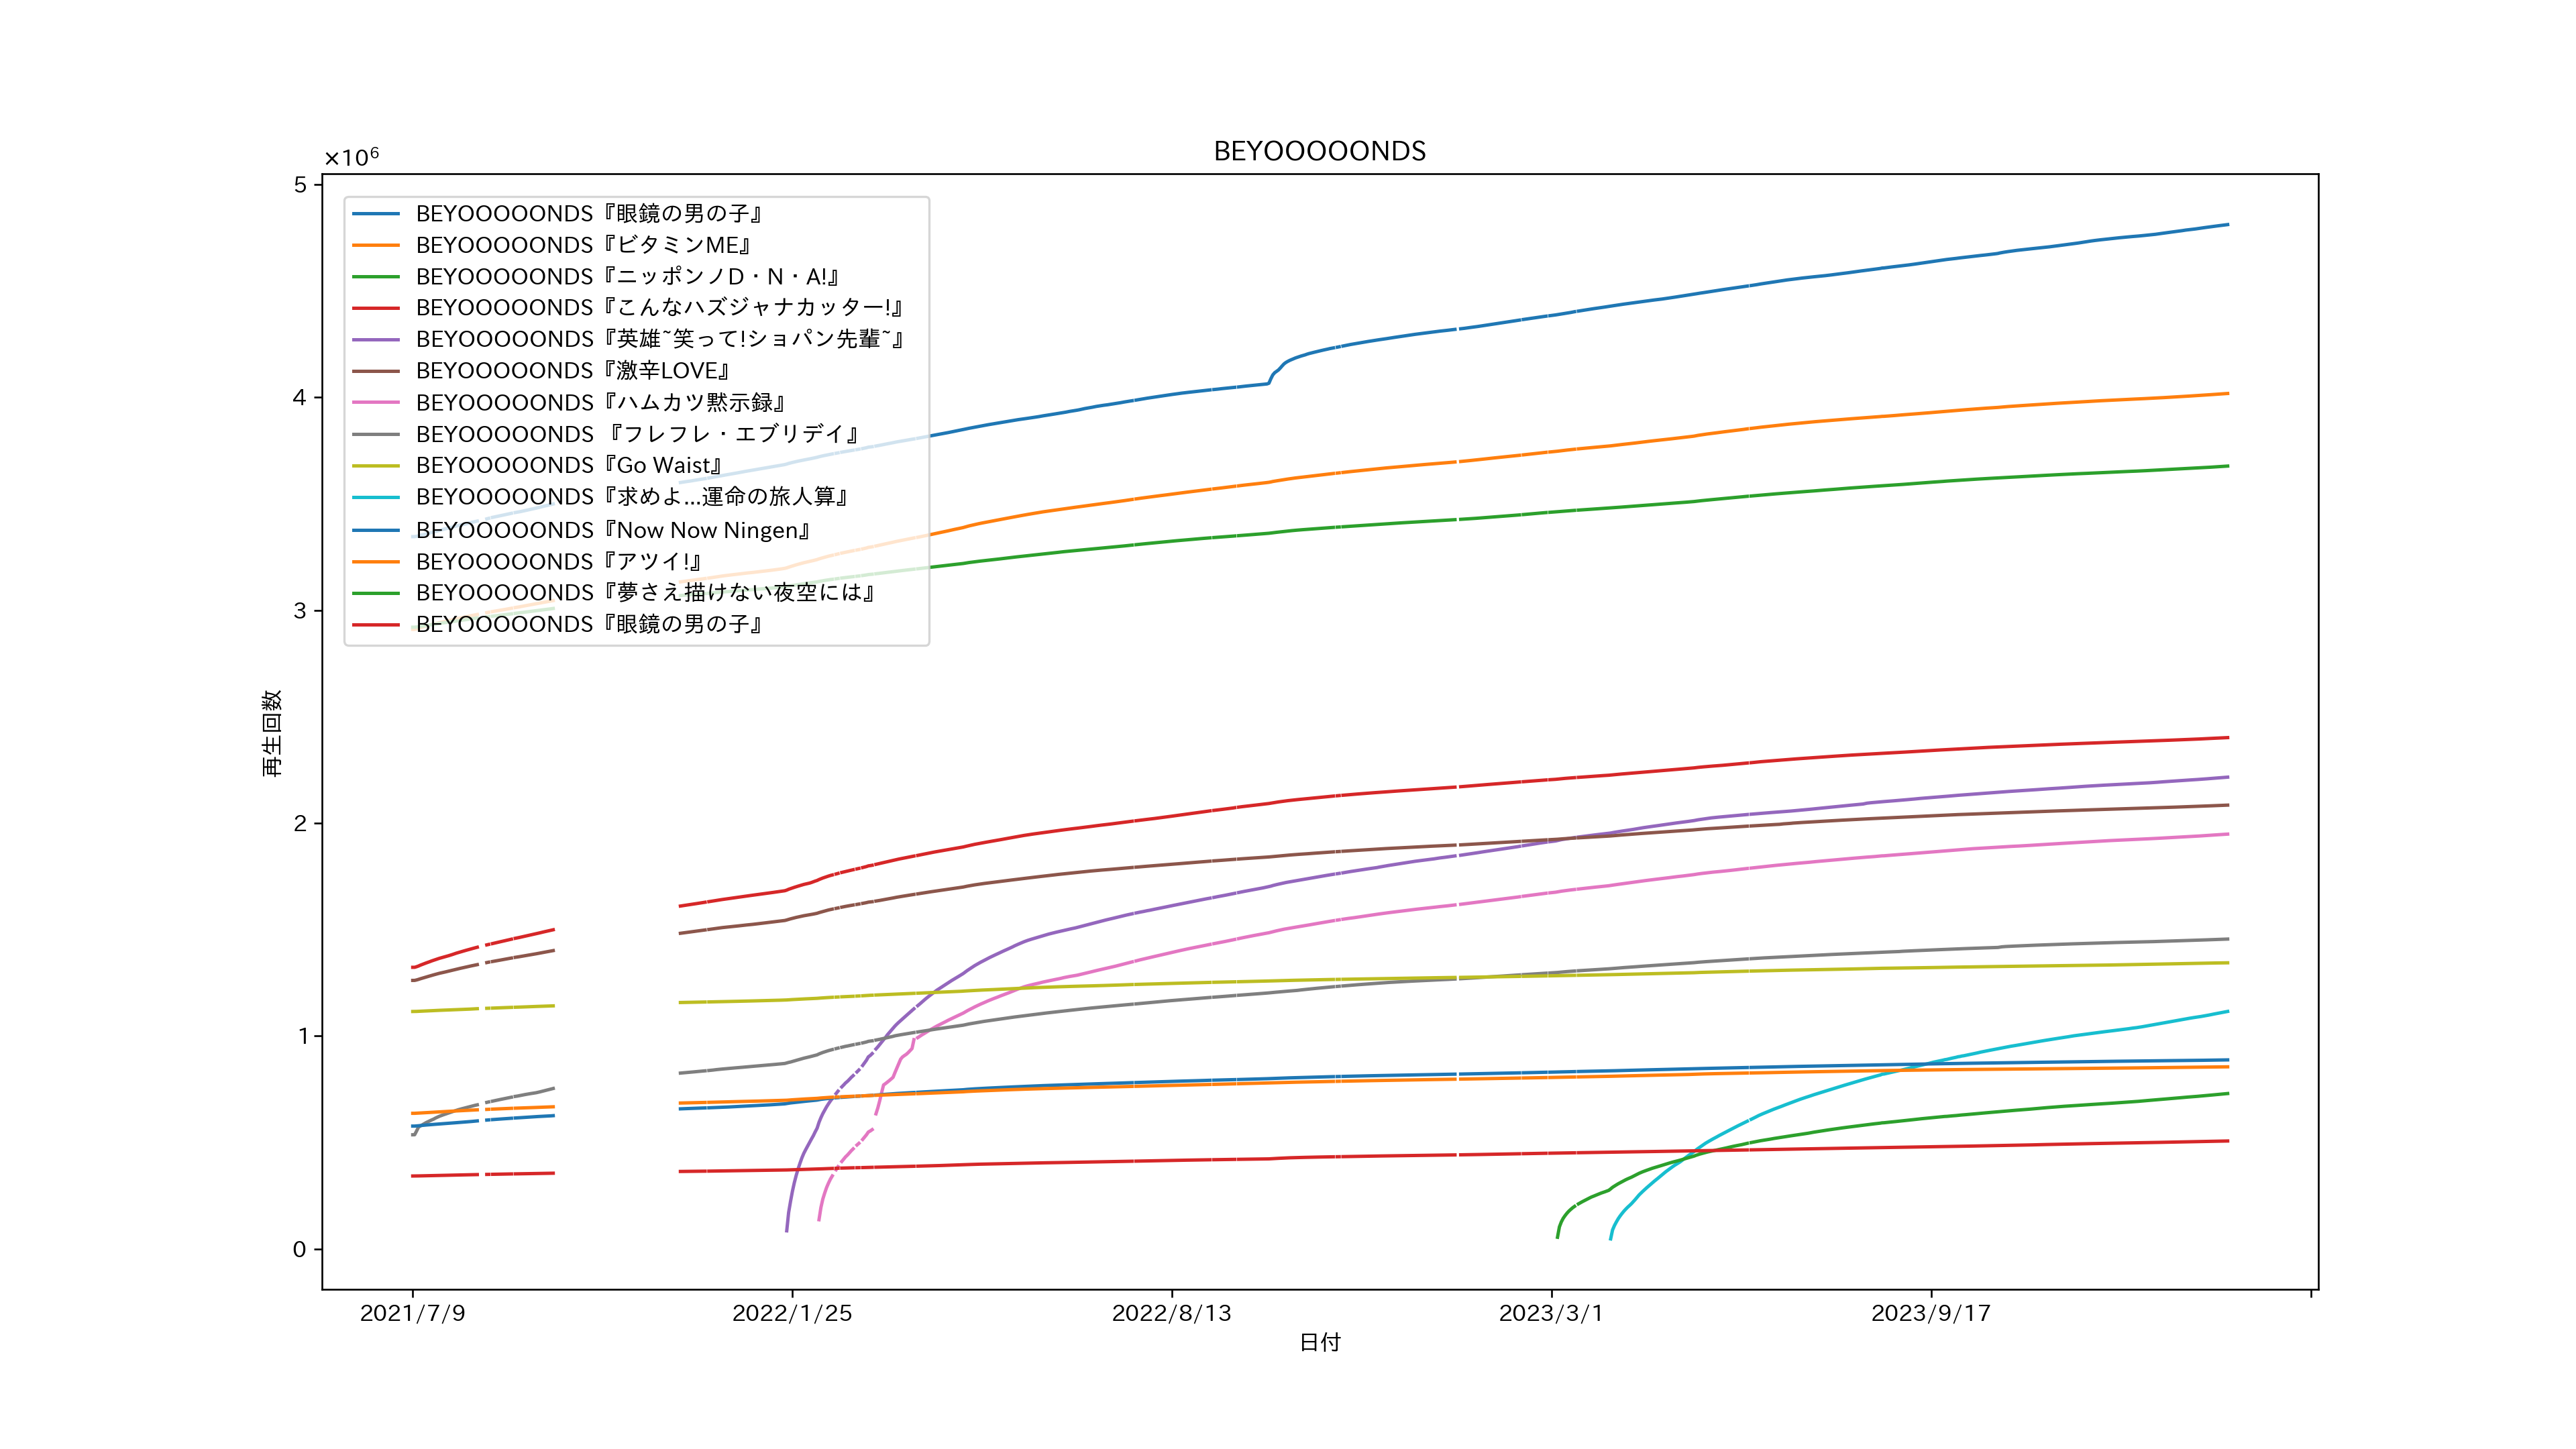 BEYOOOOONDS
×10⁶
5
4
3
2
1
0
再生回数
BEYOOOOONDS『眼鏡の男の子』
BEYOOOOONDS『ビタミンME』
BEYOOOOONDS『ニッポンノD・N・A!』
BEYOOOOONDS『こんなハズジャナカッター!』
BEYOOOOONDS『英雄~笑って!ショパン先輩~』
BEYOOOOONDS『激辛LOVE』
BEYOOOOONDS『ハムカツ黙示録』
BEYOOOOONDS 『フレフレ・エブリデイ』
BEYOOOOONDS『Go Waist』
BEYOOOOONDS『求めよ...運命の旅人算』
BEYOOOOONDS『Now Now Ningen』
BEYOOOOONDS『アツイ!』
BEYOOOOONDS『夢さえ描けない夜空には』
BEYOOOOONDS『眼鏡の男の子』
2021/7/9 2022/1/25 2022/8/13 2023/3/1 2023/9/17
日付